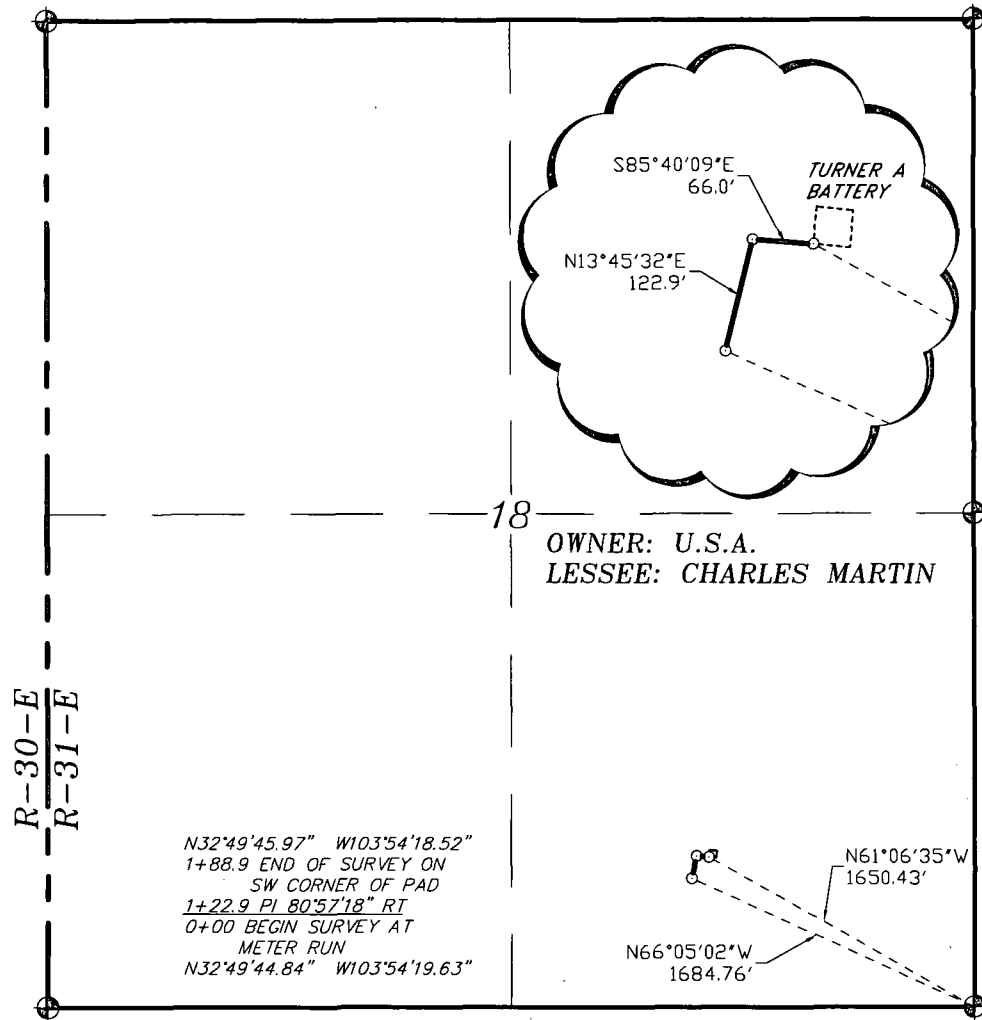 S85°40'09"E
66.0'
TURNER A
BATTERY
N13°45'32"E
122.9'
18
OWNER: U.S.A.
LESSEE: CHARLES MARTIN
R-30-E
R-31-E
N32°49'45.97" W103°54'18.52"
1+88.9 END OF SURVEY ON
SW CORNER OF PAD
1+22.9 PI 80°57'18" RT
0+00 BEGIN SURVEY AT
METER RUN
N32°49'44.84" W103°54'19.63"
N61°06'35"W
1650.43'
N66°05'02"W
1684.76'